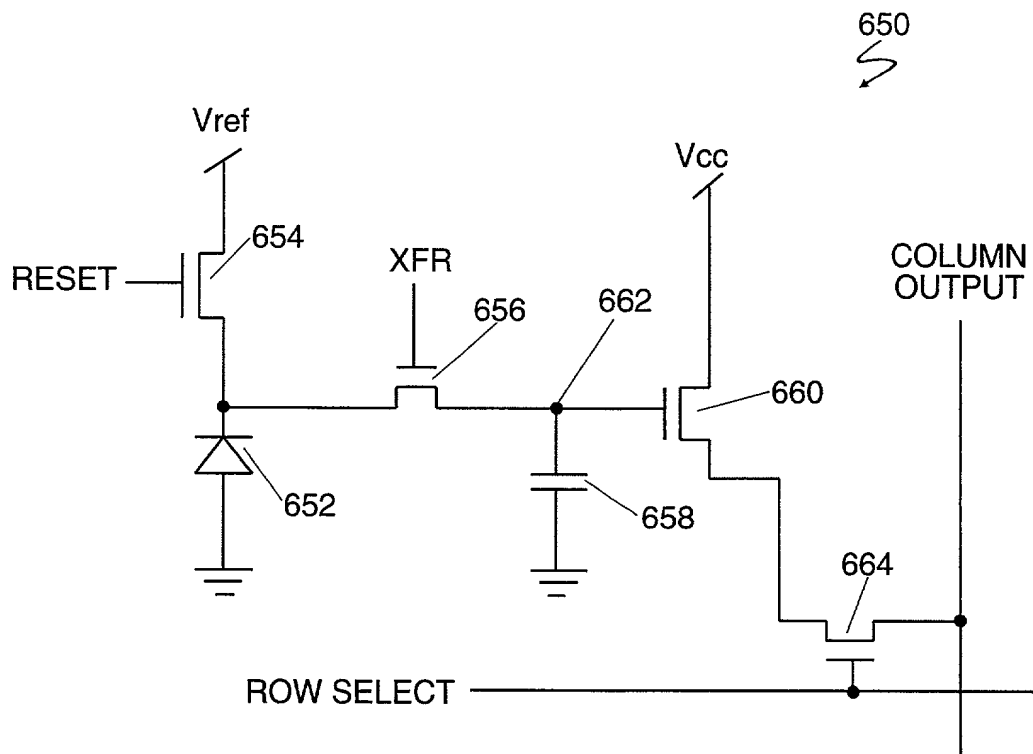 650
Vref
Vcc
654
RESET
XFR
COLUMN
OUTPUT
656
662
660
652
658
664
ROW SELECT